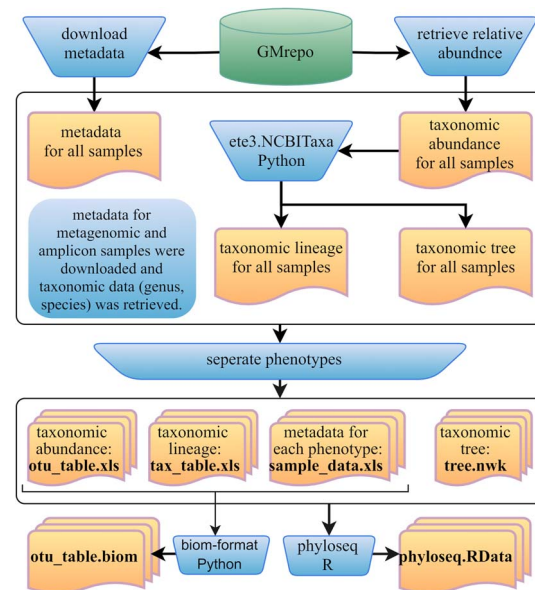 download
metadata
GMrepo
retrieve relative
abundnce
metadata
for all samples
ete3.NCBITaxa
Python
taxonomic
abundance
for all samples
metadata for
metagenomic and
amplicon samples were
downloaded and
taxonomic data (genus,
species) was retrieved.
taxonomic lineage
for all samples
taxonomic tree
for all samples
seperate phenotypes
taxonomic
abundance:
otu_table.xls
taxonomic
lineage:
tax_table.xls
metadata for
each phenotype:
sample_data.xls
taxonomic
tree:
tree.nwk
otu_table.biom
biom-format
Python
phyloseq
R
phyloseq.RData